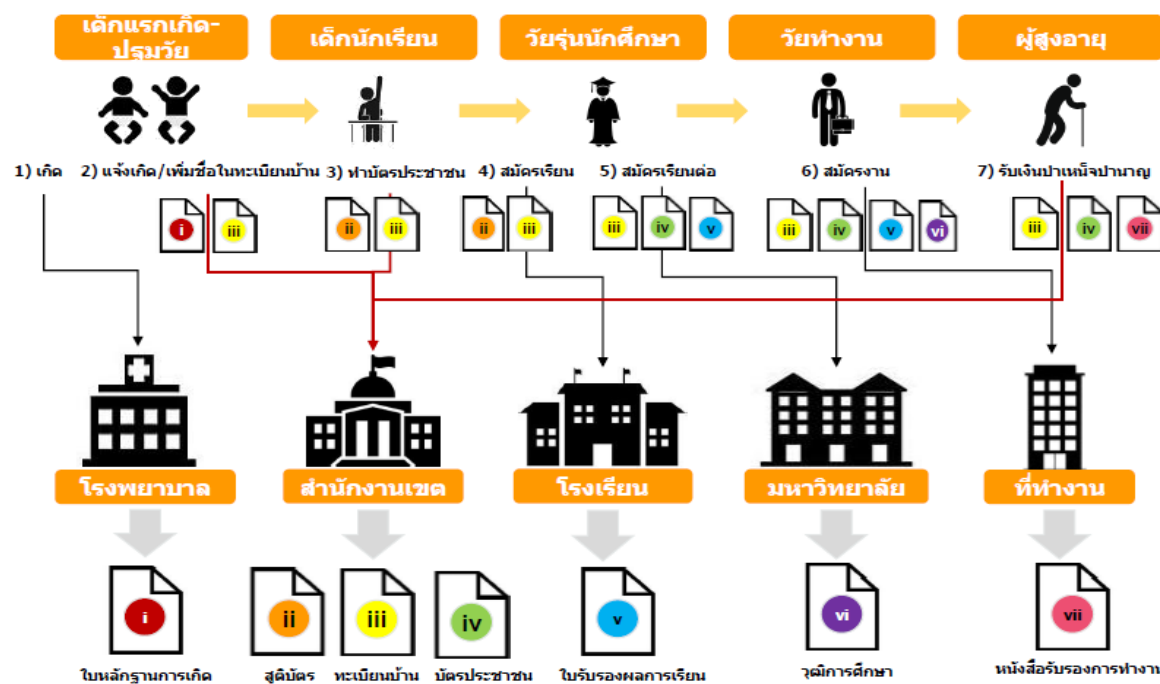 เด็กแรกเกิด-
ปฐมวัย
เด็กนักเรียน
วัยรุ่นนักศึกษา
วัยทำงาน
ผู้สูงอายุ
1) เกิด
2) แจ้งเกิด/เพิ่มชื่อในทะเบียนบ้าน
3) ทำบัตรประชาชน
4) สมัครเรียน
5) สมัครเรียนต่อ
6) สมัครงาน
7) รับเงินบำเหน็จบำนาญ
i
iii
ii
iii
ii
iii
iii
iv
v
iii
iv
v
vi
iii
iv
vii
โรงพยาบาล
สำนักงานเขต
โรงเรียน
มหาวิทยาลัย
ที่ทำงาน
i
ii
iii
iv
v
vi
vii
ใบหลักฐานการเกิด
สูติบัตร
ทะเบียนบ้าน
บัตรประชาชน
ใบรับรองผลการเรียน
วุฒิการศึกษา
หนังสือรับรองการทำงาน